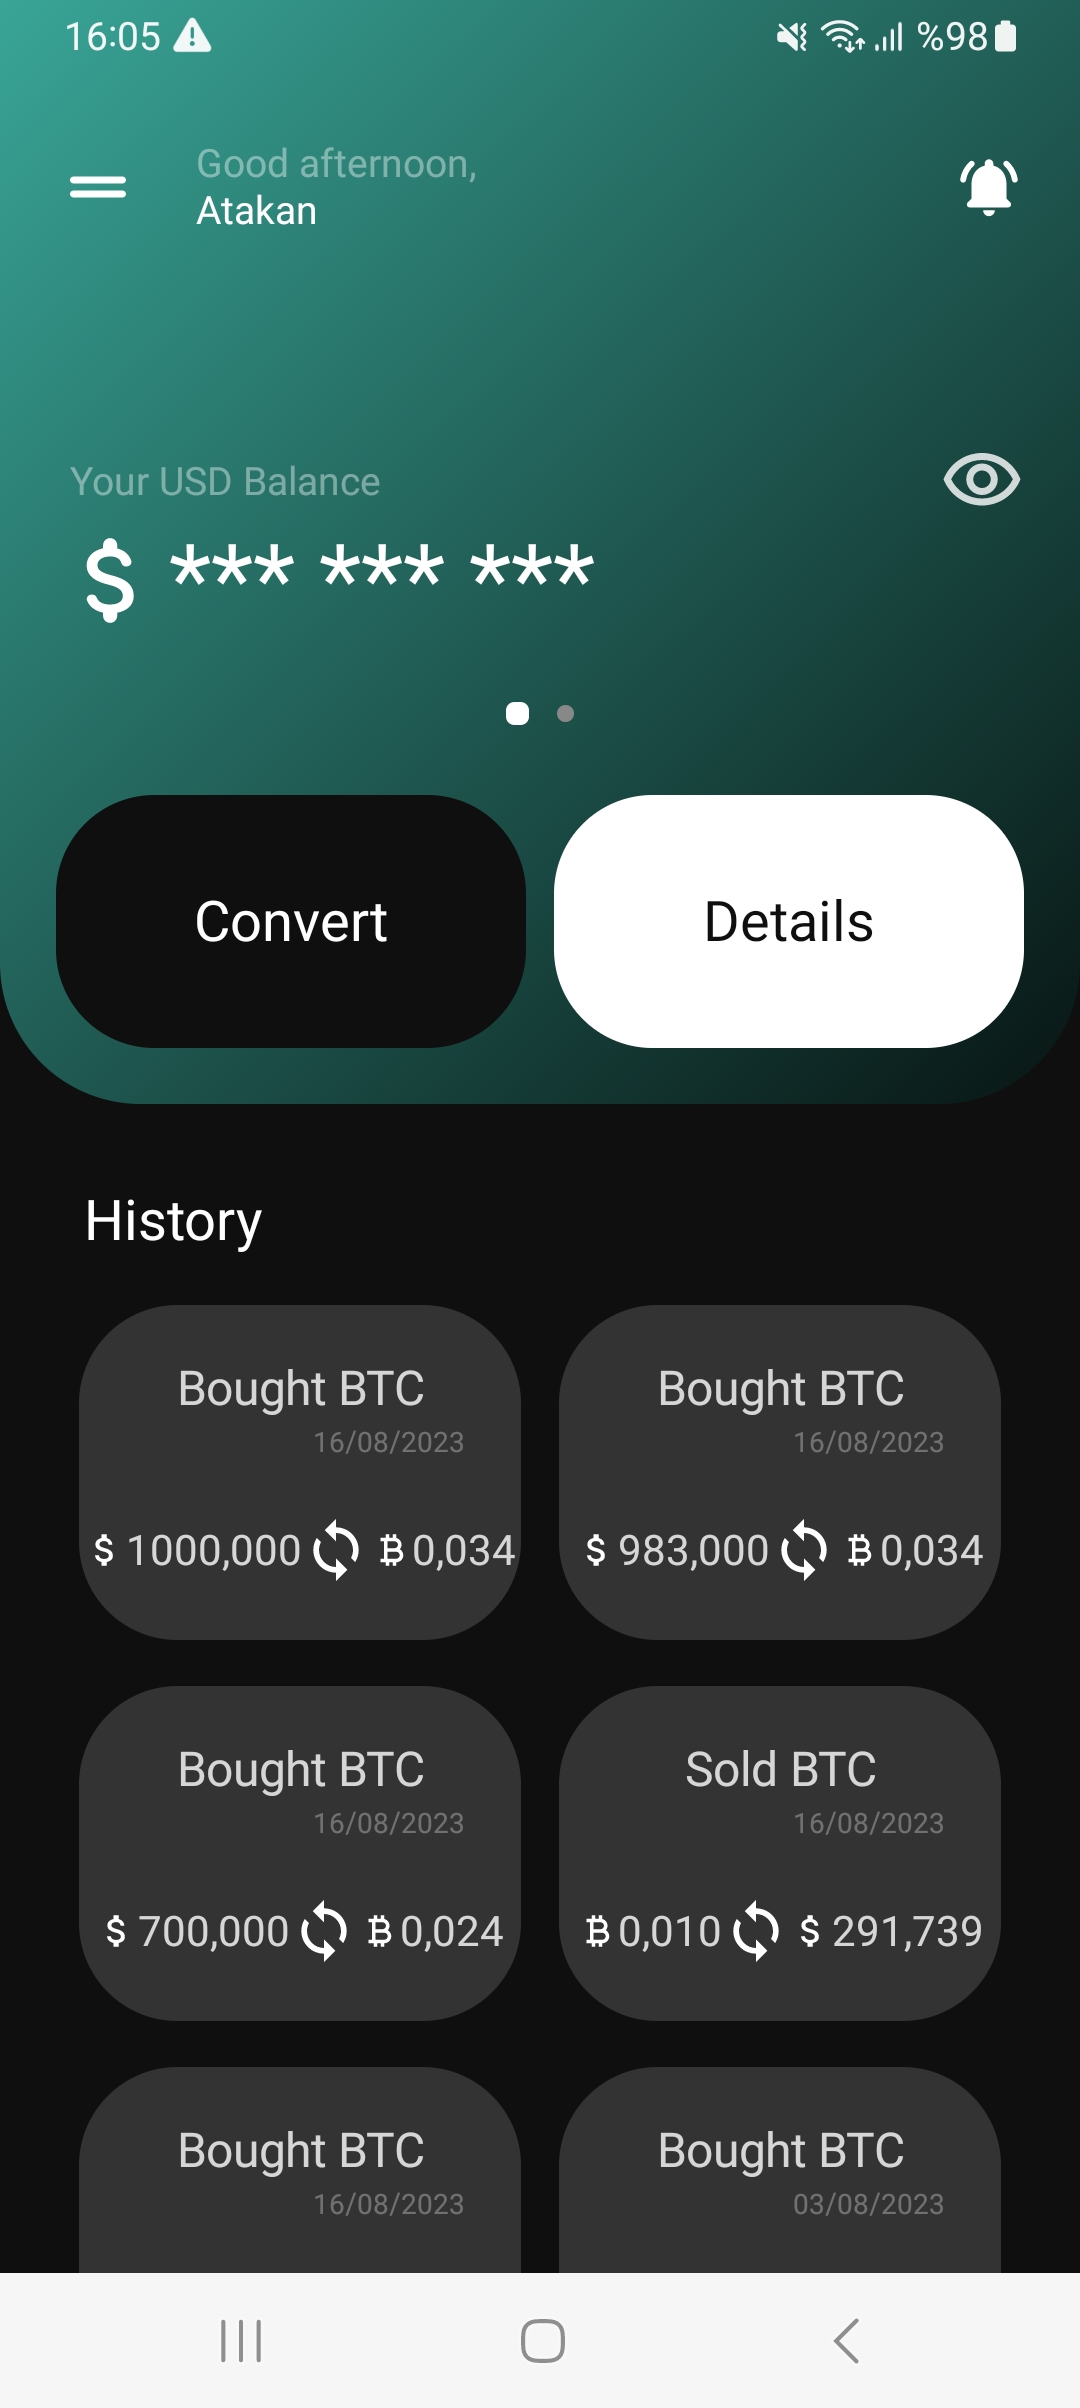 16:05 %98
Good afternoon,
Atakan
Your USD Balance
$ *** *** ***
Convert Details
History
Bought BTC
16/08/2023
$ 1000,000 ₿ 0,034
Bought BTC
16/08/2023
$ 983,000 ₿ 0,034
Bought BTC
16/08/2023
$ 700,000 ₿ 0,024
Sold BTC
16/08/2023
₿ 0,010 $ 291,739
Bought BTC
16/08/2023
Bought BTC
03/08/2023